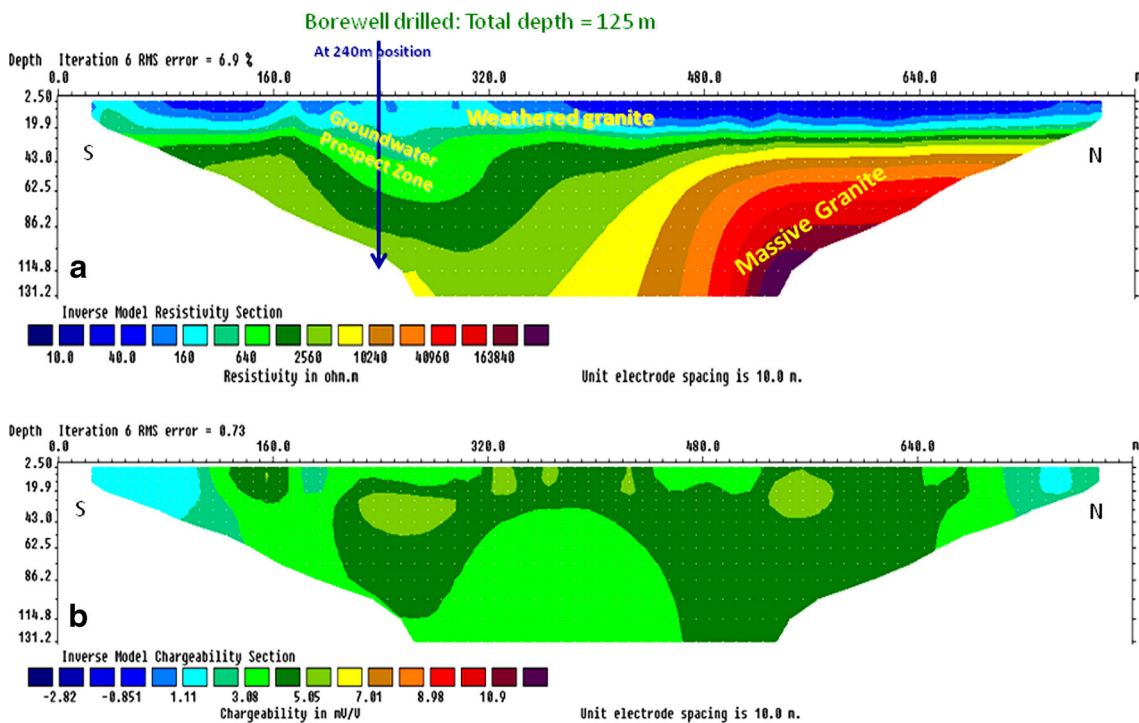 Borewell drilled: Total depth = 125 m
At 240m position
Depth Iteration 6 RMS error = 6.9 %
0.0 160.0 320.0 480.0 640.0 m
2.50
19.9
43.0
62.5
86.2
114.8
131.2
S
N
Weathered granite
Groundwater
Prospect Zone
Massive Granite
a
Inverse Model Resistivity Section
10.0 40.0 160 640 2560 10240 40960 163840
Resistivity in ohm.m
Unit electrode spacing is 10.0 m.
Depth Iteration 6 RMS error = 0.73
0.0 160.0 320.0 480.0 640.0 m
2.50
19.9
43.0
62.5
86.2
114.8
131.2
S
N
b
Inverse Model Chargeability Section
-2.82 -0.851 1.11 3.08 5.05 7.01 8.98 10.9
Chargeability in mV/V
Unit electrode spacing is 10.0 m.